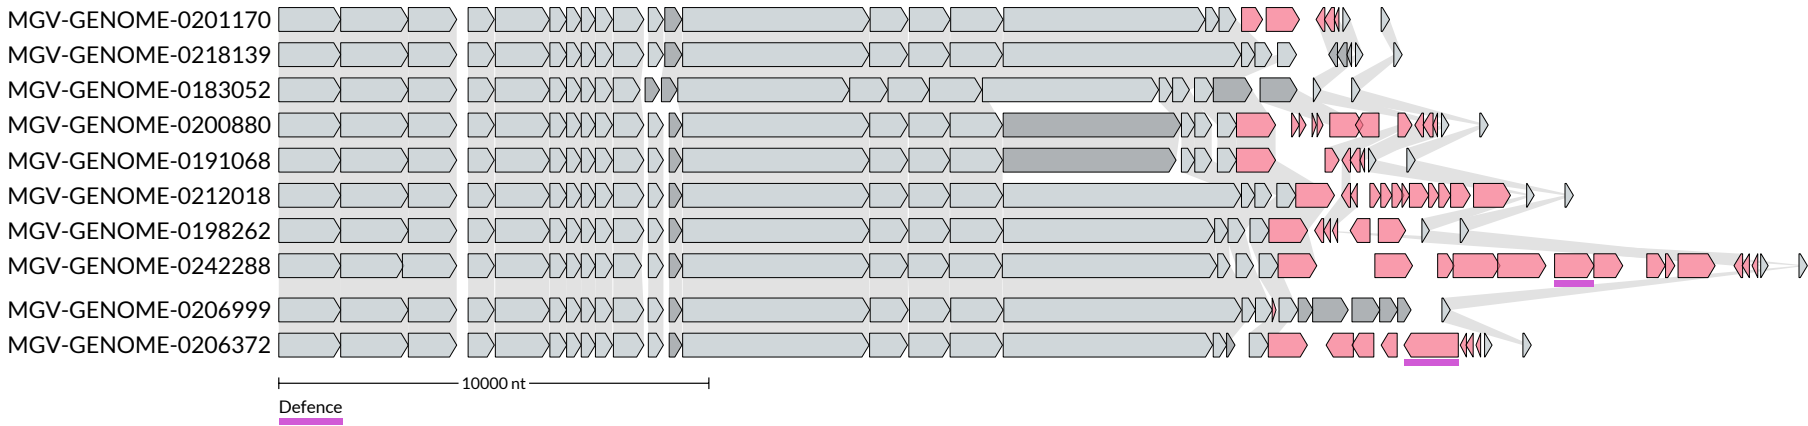 MGV-GENOME-0201170
MGV-GENOME-0218139
MGV-GENOME-0183052
MGV-GENOME-0200880
MGV-GENOME-0191068
MGV-GENOME-0212018
MGV-GENOME-0198262
MGV-GENOME-0242288
MGV-GENOME-0206999
MGV-GENOME-0206372
10000 nt
Defence